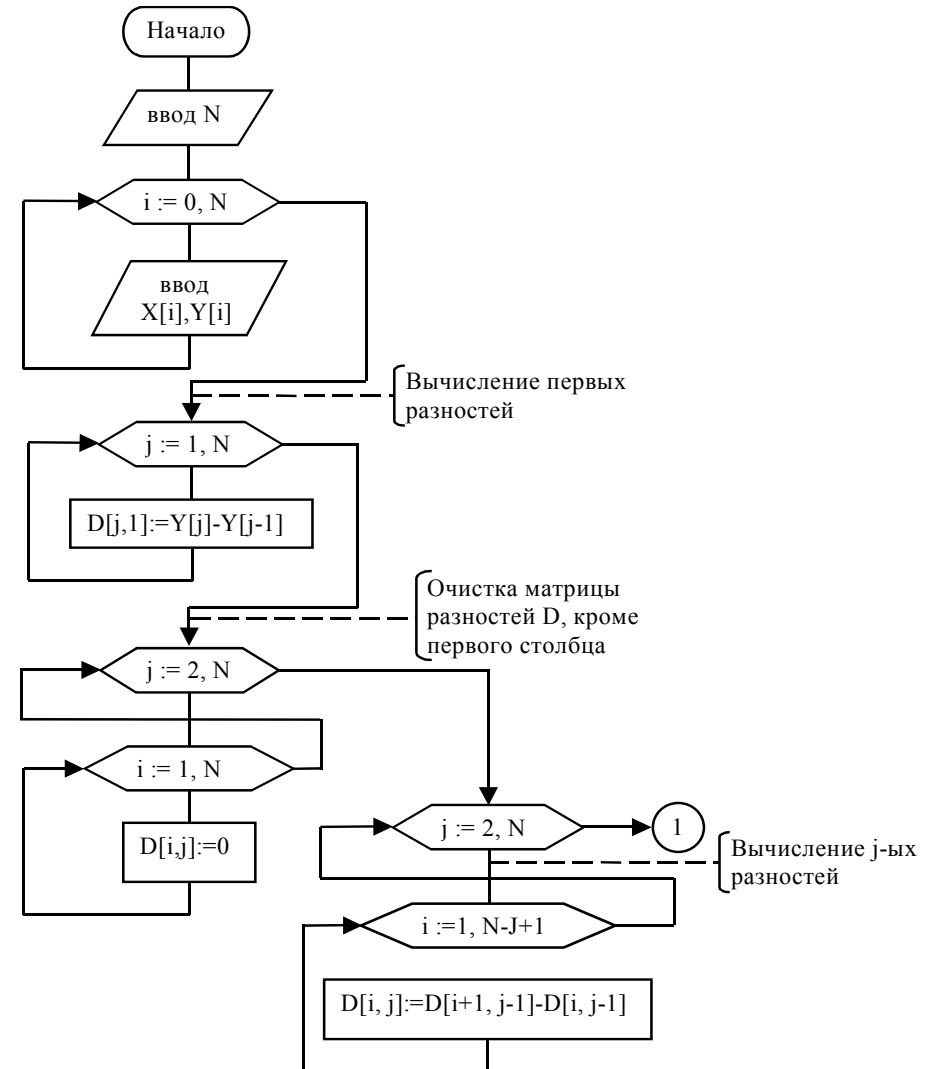 Начало
ввод N
i := 0, N
ввод
X[i],Y[i]
Вычисление первых
разностей
j := 1, N
D[j,1]:=Y[j]-Y[j-1]
Очистка матрицы
разностей D, кроме
первого столбца
j := 2, N
i := 1, N
D[i,j]:=0
j := 2, N
1
Вычисление j-ых
разностей
i :=1, N-J+1
D[i, j]:=D[i+1, j-1]-D[i, j-1]